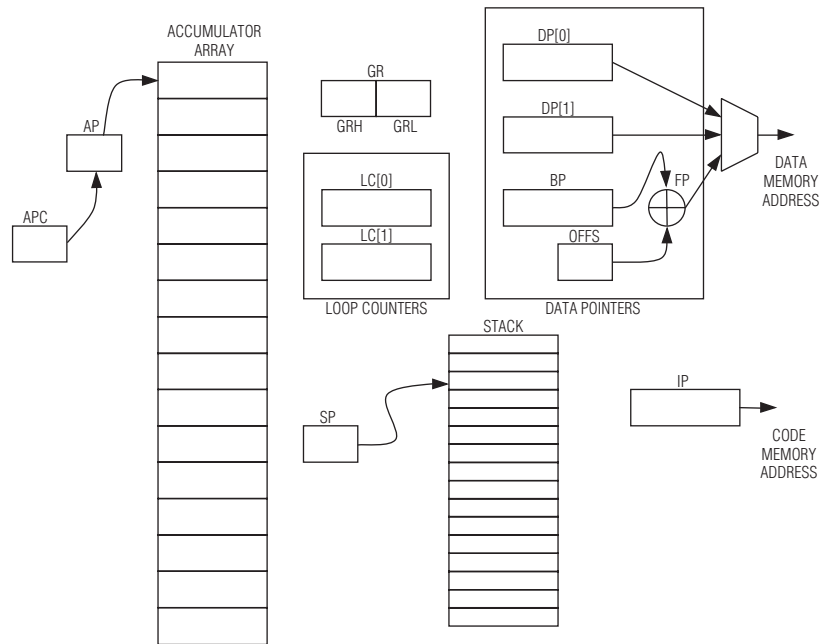 ACCUMULATOR
ARRAY
AP
APC
GR
GRH GRL
LC[0]
LC[1]
LOOP COUNTERS
DP[0]
DP[1]
BP
FP
OFFS
DATA POINTERS
DATA
MEMORY
ADDRESS
STACK
SP
IP
CODE
MEMORY
ADDRESS